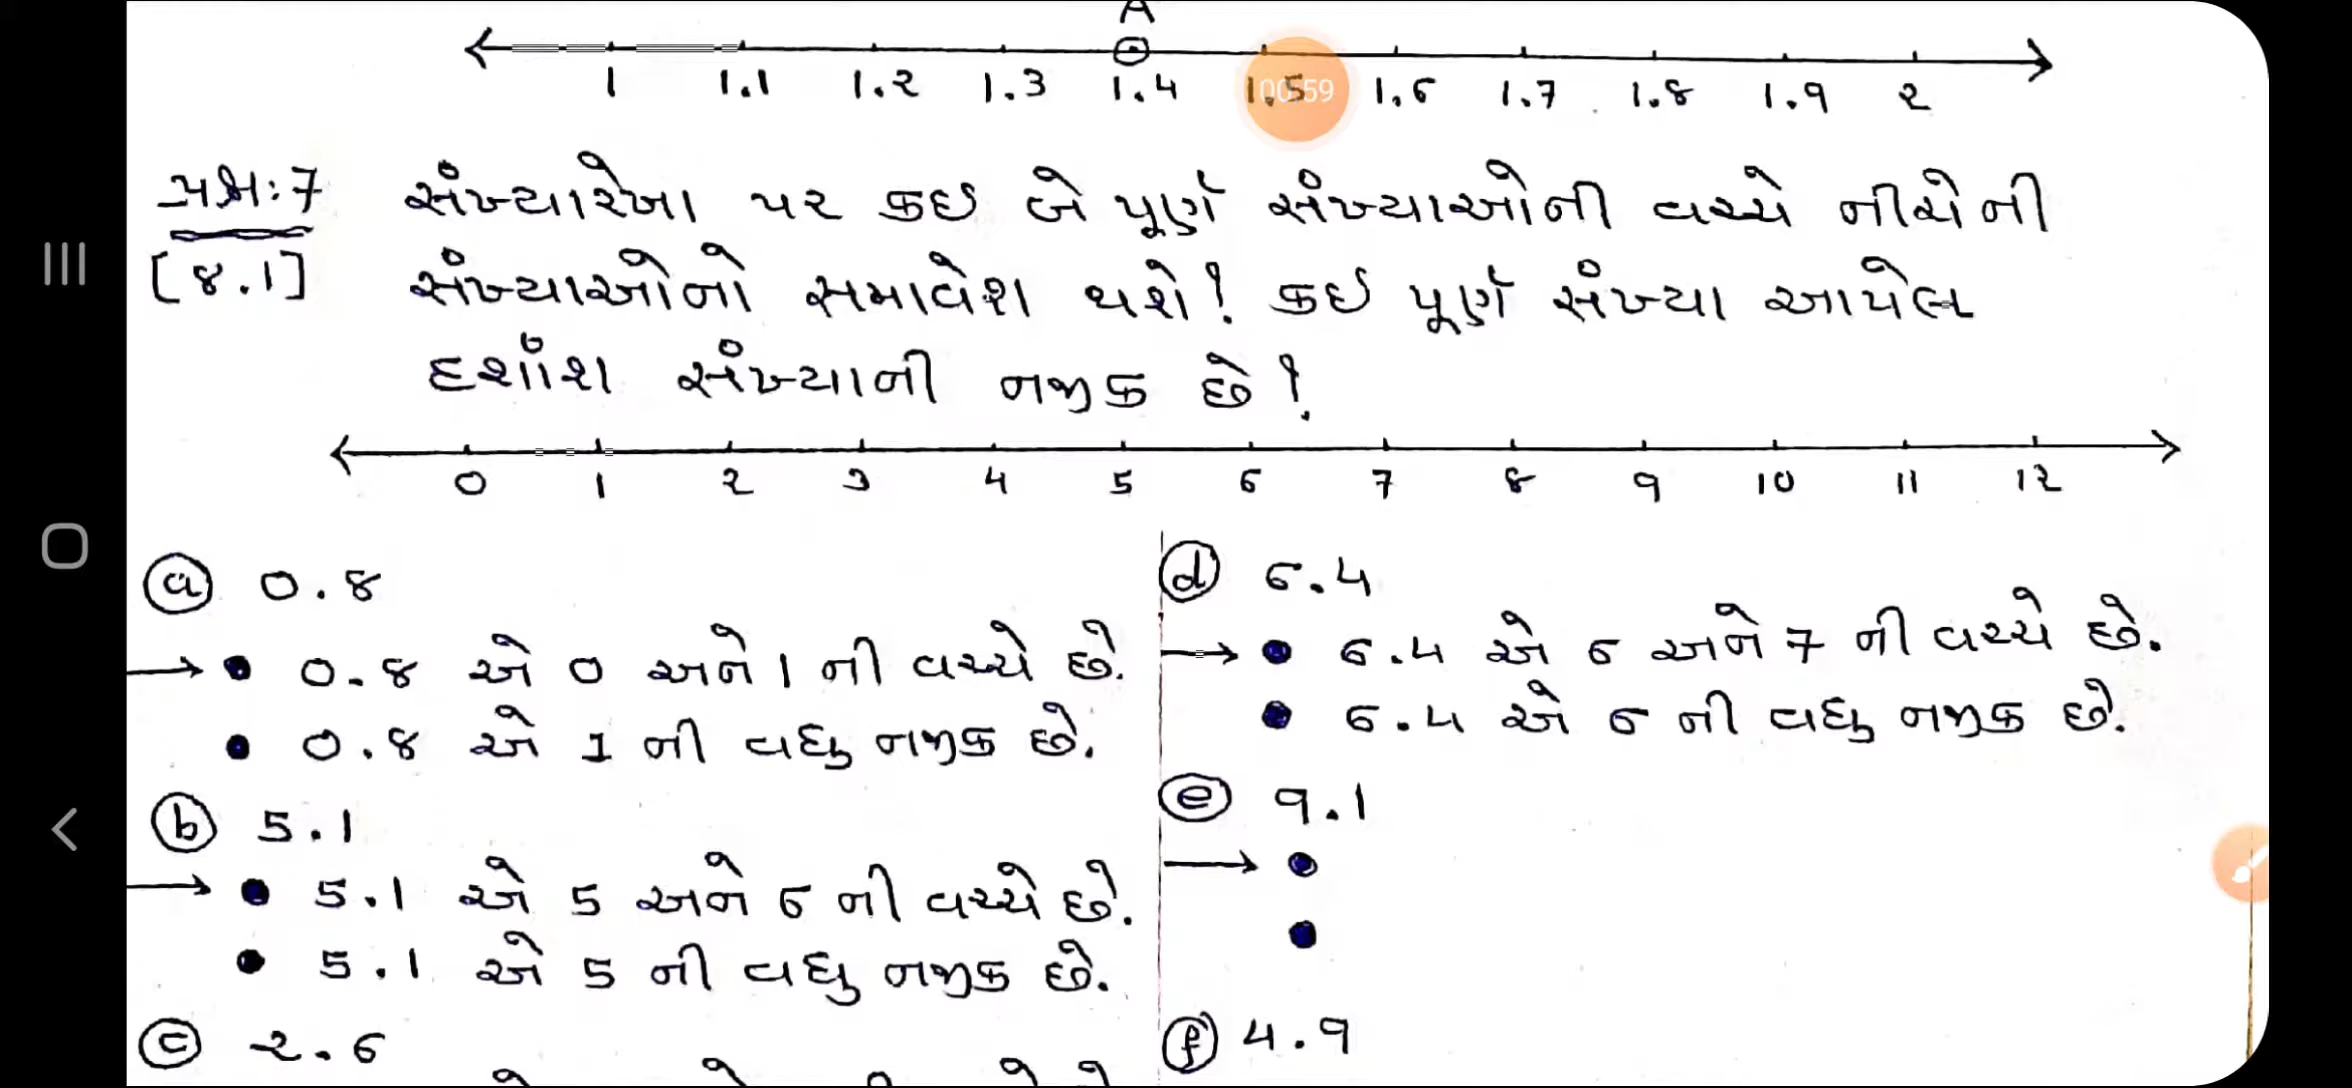 A
1 1.1 1.2 1.3 1.4 1.5 1.6 1.7 1.8 1.9 2
00:59
પ્રશ્ન:7 સંખ્યારેખા પર કઈ બે પૂર્ણ સંખ્યાઓની વચ્ચે નીચેની
[8.1] સંખ્યાઓનો સમાવેશ થશે? કઈ પૂર્ણ સંખ્યા આપેલ
દશાંશ સંખ્યાની નજીક છે?
0 1 2 3 4 5 6 7 8 9 10 11 12
(a) 0.8
→ • 0.8 એ 0 અને 1 ની વચ્ચે છે.
• 0.8 એ 1 ની વધુ નજીક છે.
(b) 5.1
→ • 5.1 એ 5 અને 6 ની વચ્ચે છે.
• 5.1 એ 5 ની વધુ નજીક છે.
(c) 2.6
(d) 6.4
→ • 6.4 એ 6 અને 7 ની વચ્ચે છે.
• 6.4 એ 6 ની વધુ નજીક છે.
(e) 9.1
→ •
•
(f) 4.9